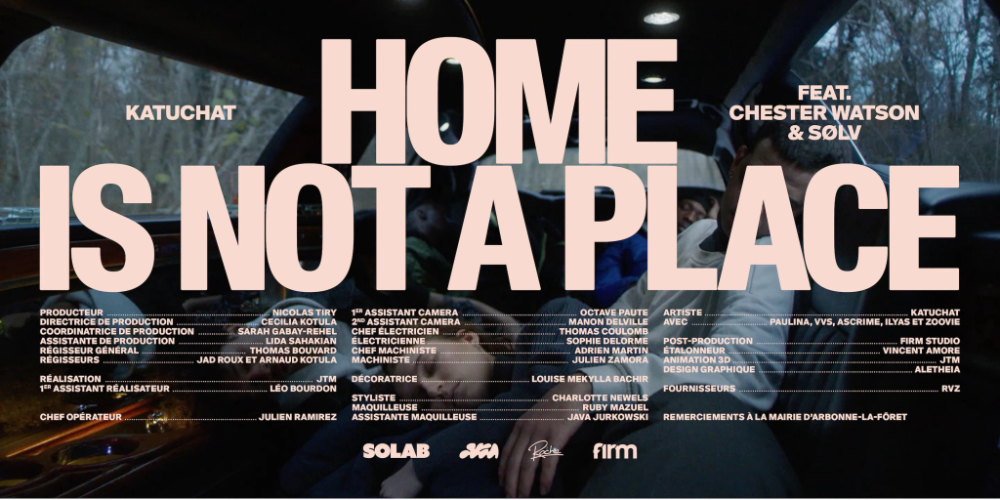 KATUCHAT
HOME
FEAT.
CHESTER WATSON
& SØLV
IS NOT A PLACE
PRODUCTEUR NICOLAS TIRY
DIRECTRICE DE PRODUCTION CECILIA KOTULA
COORDINATRICE DE PRODUCTION SARAH GABAY-REHEL
ASSISTANTE DE PRODUCTION LIDA SAHAKIAN
RÉGISSEUR GÉNÉRAL THOMAS BOUVARD
RÉGISSEURS JAD ROUX ET ARNAUD KOTULA
RÉALISATION JTM
1ER ASSISTANT RÉALISATEUR LÉO BOURDON
CHEF OPÉRATEUR JULIEN RAMIREZ
1ER ASSISTANT CAMERA OCTAVE PAUTE
2ND ASSISTANT CAMERA MANON DELVILLE
CHEF ÉLECTRICIEN THOMAS COULOMB
ÉLECTRICIENNE SOPHIE DELORME
CHEF MACHINISTE ADRIEN MARTIN
MACHINISTE JULIEN ZAMORA
DÉCORATRICE LOUISE MEKYLLA BACHIR
STYLISTE CHARLOTTE NEWELS
MAQUILLEUSE RUBY MAZUEL
ASSISTANTE MAQUILLEUSE JAVA JURKOWSKI
ARTISTE KATUCHAT
AVEC PAULINA, VVS, ASCRIME, ILYAS ET ZOOVIE
POST-PRODUCTION FIRM STUDIO
ÉTALONNEUR VINCENT AMORE
ANIMATION 3D JTM
DESIGN GRAPHIQUE ALETHEIA
FOURNISSEURS RVZ
REMERCIEMENTS À LA MAIRIE D'ARBONNE-LA-FÔRET
SOLAB
Roche
firm